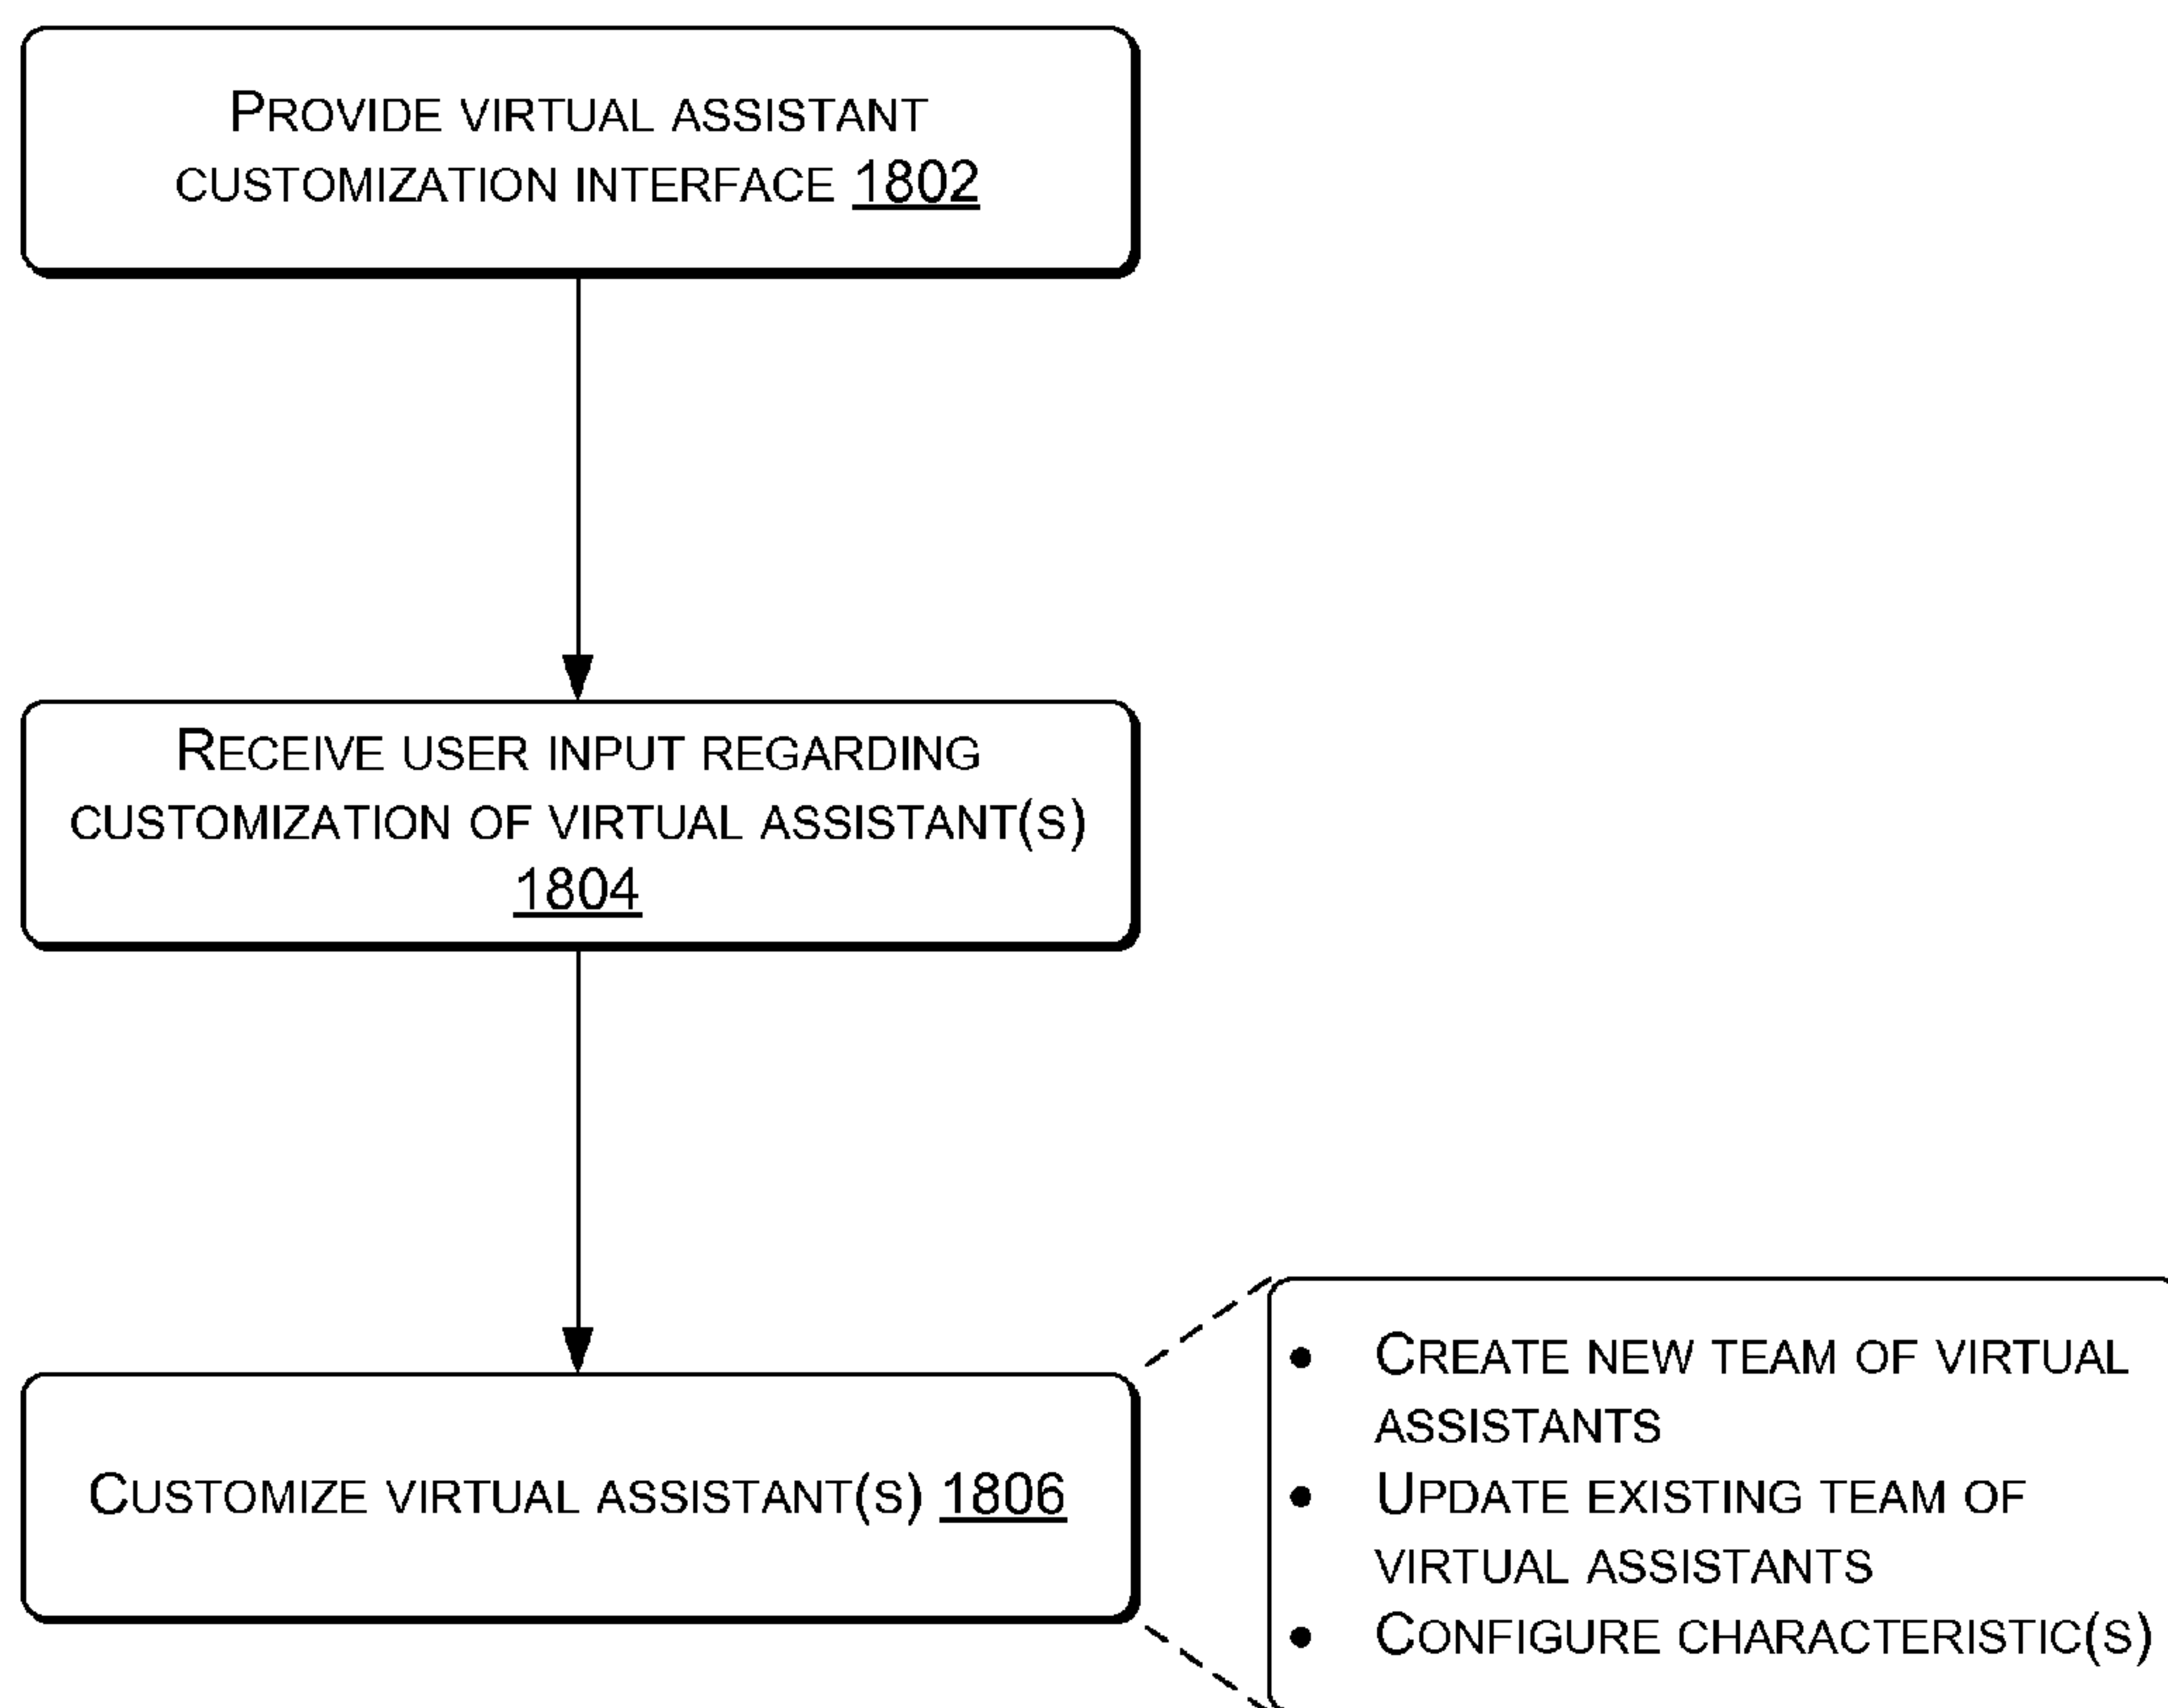 PROVIDE VIRTUAL ASSISTANT
CUSTOMIZATION INTERFACE 1802
RECEIVE USER INPUT REGARDING
CUSTOMIZATION OF VIRTUAL ASSISTANT(S)
1804
CUSTOMIZE VIRTUAL ASSISTANT(S) 1806
• CREATE NEW TEAM OF VIRTUAL
ASSISTANTS
• UPDATE EXISTING TEAM OF
VIRTUAL ASSISTANTS
• CONFIGURE CHARACTERISTIC(S)